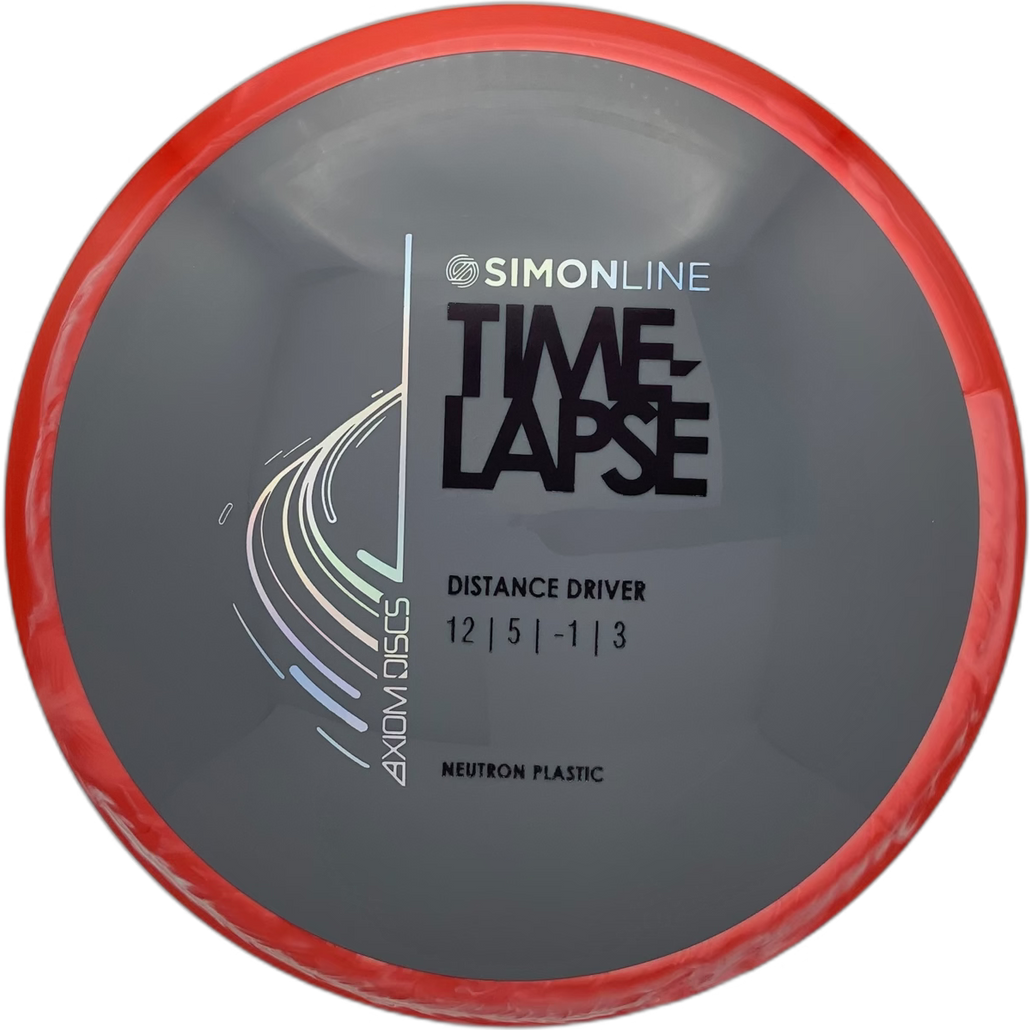 SIMONLINE
TIME-
LAPSE
DISTANCE DRIVER
12 | 5 | -1 | 3
NEUTRON PLASTIC
AXIOM DISCS